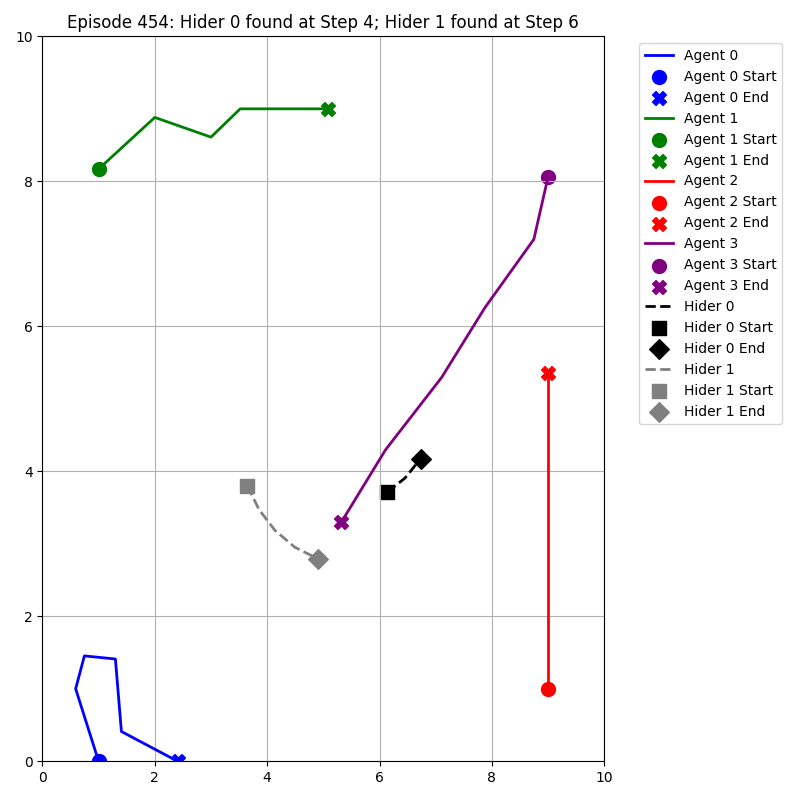 Episode 454: Hider 0 found at Step 4; Hider 1 found at Step 6
10
8
6
4
2
0
0
2
4
6
8
10
Agent 0
Agent 0 Start
Agent 0 End
Agent 1
Agent 1 Start
Agent 1 End
Agent 2
Agent 2 Start
Agent 2 End
Agent 3
Agent 3 Start
Agent 3 End
Hider 0
Hider 0 Start
Hider 0 End
Hider 1
Hider 1 Start
Hider 1 End